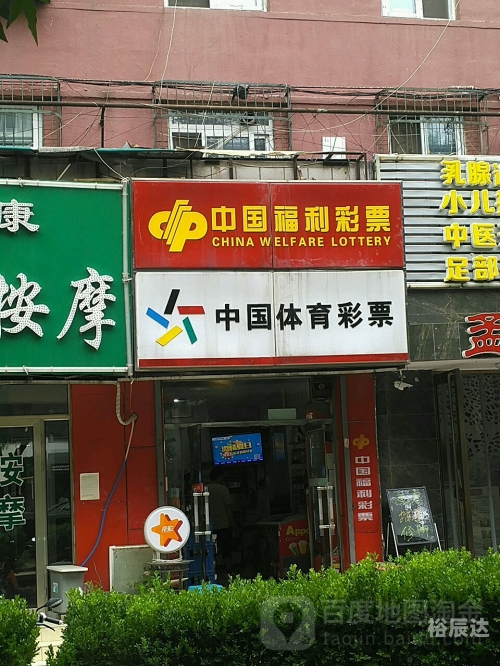 康
按摩
中国福利彩票
CHINA WELFARE LOTTERY
中国体育彩票
乳腺
小儿
中医
足部
孟
按摩
中国福利彩票
百度地图淘金
taojin.bai
裕辰达